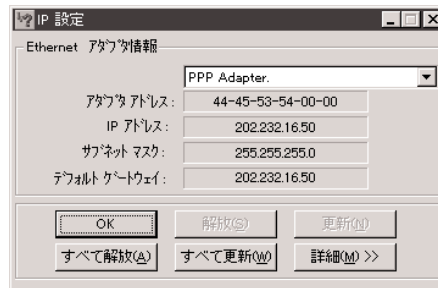 IP 設定
Ethernet ｱﾀﾞﾌﾟﾀ情報
PPP Adapter.
ｱﾀﾞﾌﾟﾀ ｱﾄﾞﾚｽ : 44-45-53-54-00-00
IP ｱﾄﾞﾚｽ : 202.232.16.50
ｻﾌﾞﾈｯﾄ ﾏｽｸ : 255.255.255.0
ﾃﾞﾌｫﾙﾄ ｹﾞｰﾄｳｪｲ : 202.232.16.50
OK 解放(S) 更新(N)
すべて解放(A) すべて更新(W) 詳細(M) >>